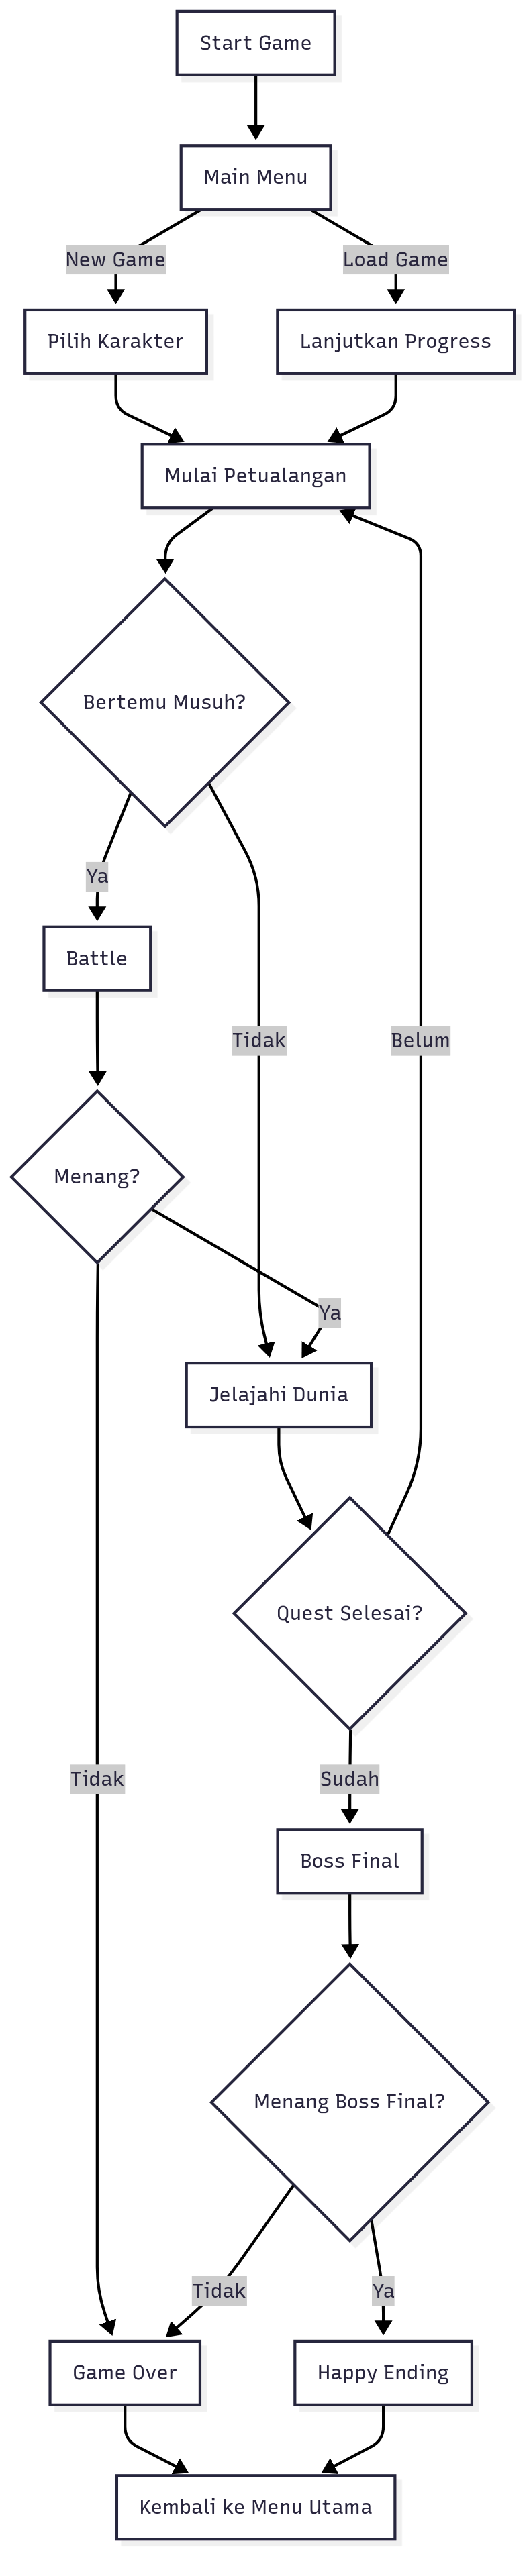 Start Game
Main Menu
New Game
Load Game
Pilih Karakter
Lanjutkan Progress
Mulai Petualangan
Bertemu Musuh?
Ya
Battle
Tidak
Belum
Menang?
Ya
Jelajahi Dunia
Quest Selesai?
Tidak
Sudah
Boss Final
Menang Boss Final?
Tidak
Ya
Game Over
Happy Ending
Kembali ke Menu Utama